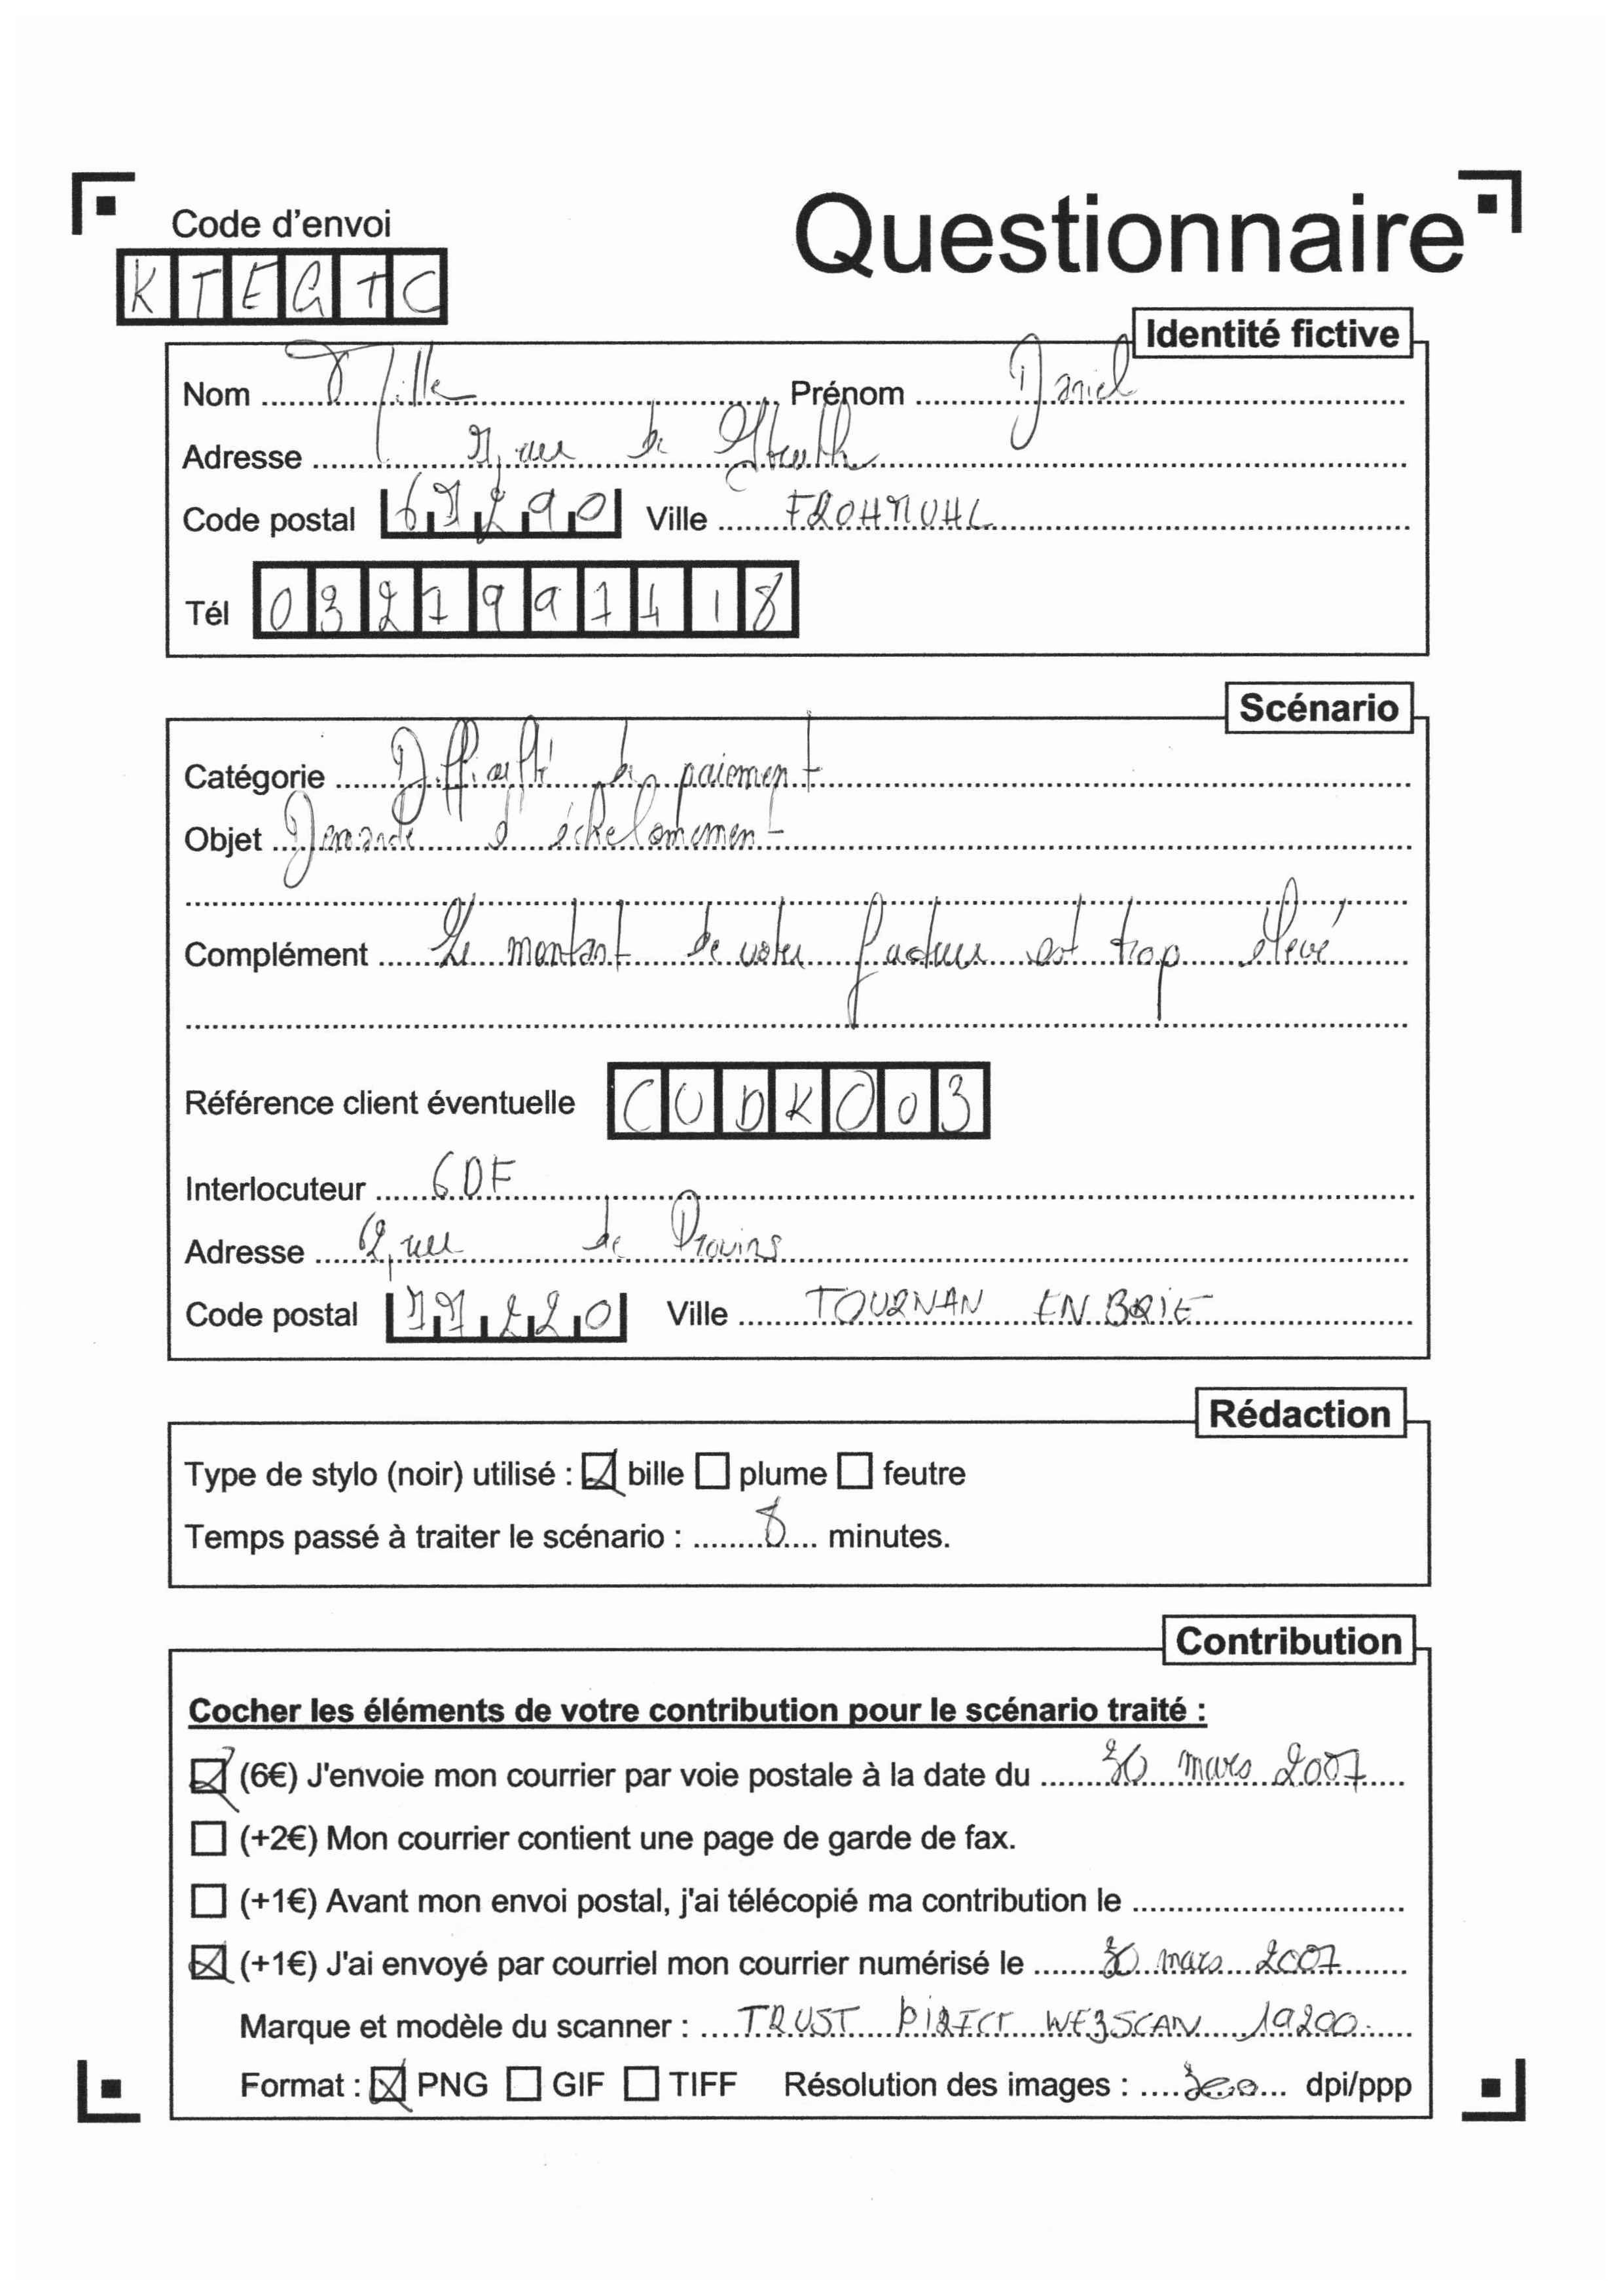 Code d'envoi
Questionnaire
KTEGTC
Identité fictive
Nom Mille Prénom Daniel
Adresse 7, rue de
Code postal 67290 Ville FROHMUHL
Tél 0327997418
Scénario
Catégorie Difficulté de paiement
Objet Demande d'échelonnement
Complément Le montant de votre facture est trop élevé
Référence client éventuelle CUDKO03
Interlocuteur GDF
Adresse 62, rue de Provins
Code postal 77220 Ville TOURNAN EN BRIE
Rédaction
Type de stylo (noir) utilisé : bille plume feutre
Temps passé à traiter le scénario : 8 minutes.
Contribution
Cocher les éléments de votre contribution pour le scénario traité :
(6€) J'envoie mon courrier par voie postale à la date du 30 mars 2007
(+2€) Mon courrier contient une page de garde de fax.
(+1€) Avant mon envoi postal, j'ai télécopié ma contribution le
(+1€) J'ai envoyé par courriel mon courrier numérisé le 30 mars 2007
Marque et modèle du scanner : TRUST DIRECT WEBSCAN 19200
Format : PNG GIF TIFF Résolution des images : 300 dpi/ppp